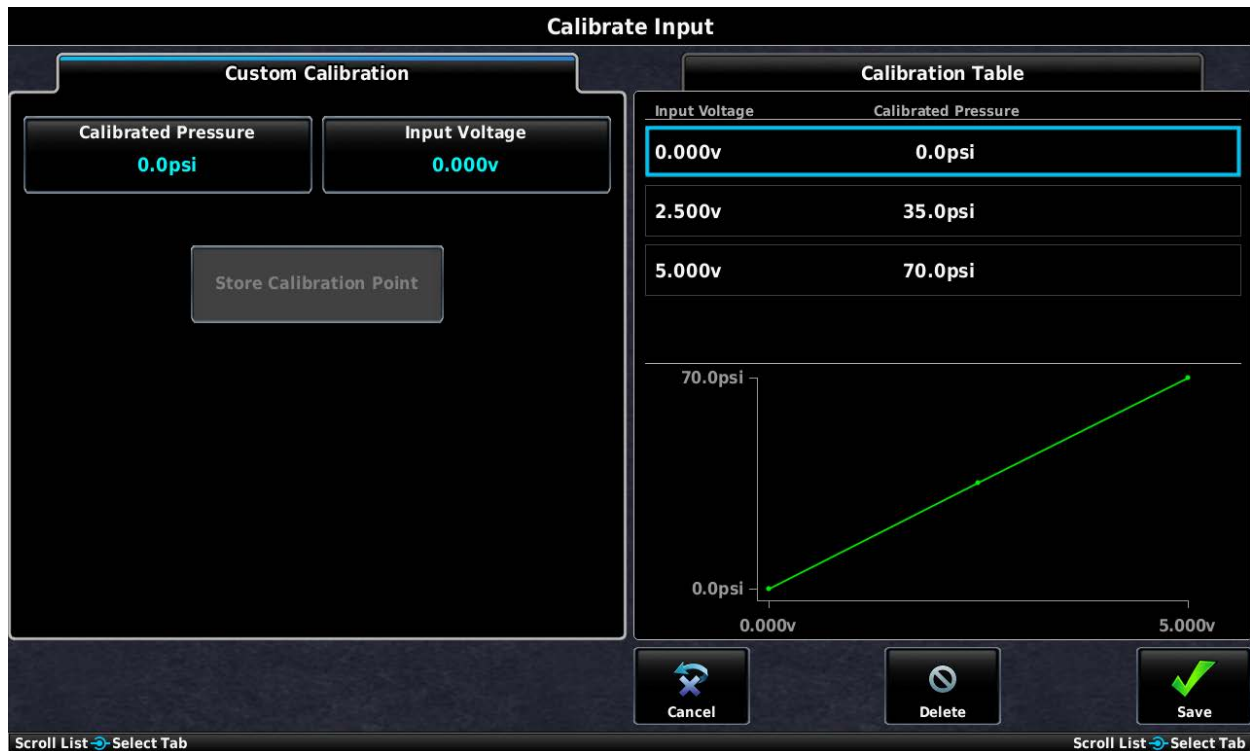 Calibrate Input
Custom Calibration
Calibrated Pressure
0.0psi
Input Voltage
0.000v
Store Calibration Point
Calibration Table
Input Voltage Calibrated Pressure
0.000v 0.0psi
2.500v 35.0psi
5.000v 70.0psi
70.0psi
0.0psi
0.000v 5.000v
Cancel
Delete
Save
Scroll List Select Tab
Scroll List Select Tab